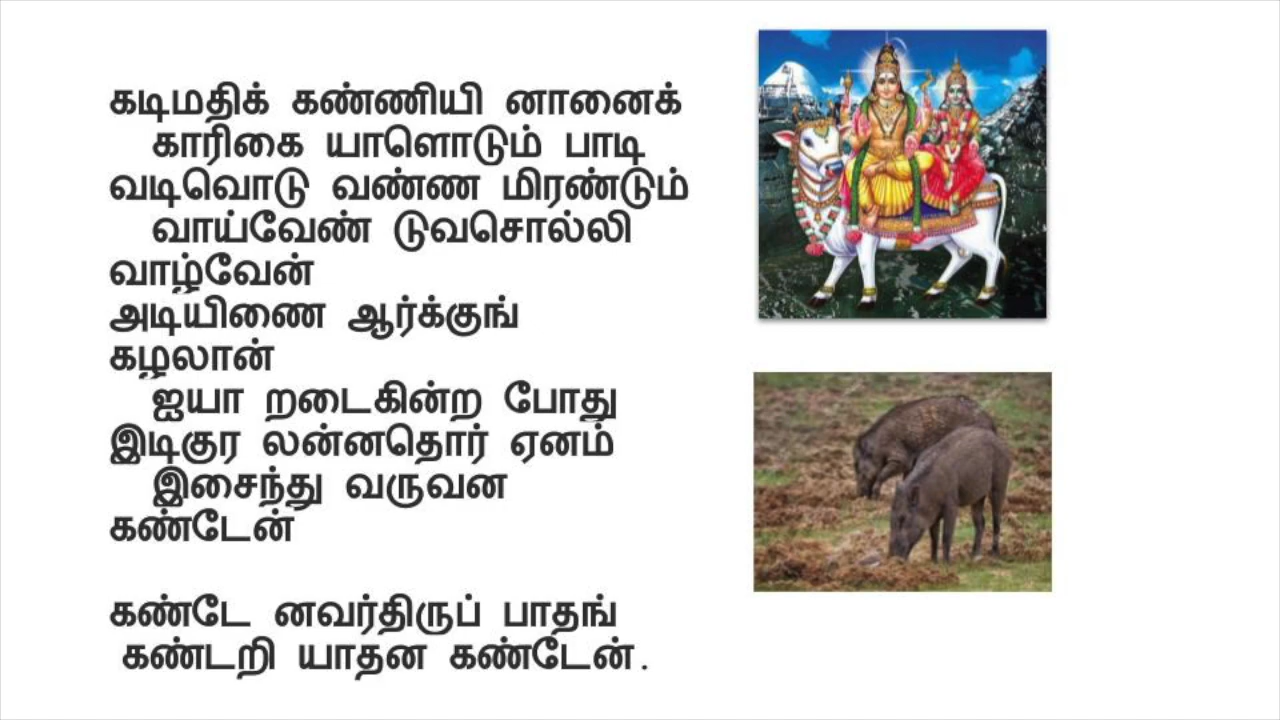 கடிமதிக் கண்ணியி னானைக்
காரிகை யாளொடும் பாடி
வடிவொடு வண்ண மிரண்டும்
வாய்வேண் டுவசொல்லி
வாழ்வேன்
அடியிணை ஆர்க்குங்
கழலான்
ஐயா றடைகின்ற போது
இடிகுர லன்னதொர் ஏனம்
இசைந்து வருவன
கண்டேன்
கண்டே னவர்திருப் பாதங்
கண்டறி யாதன கண்டேன்.